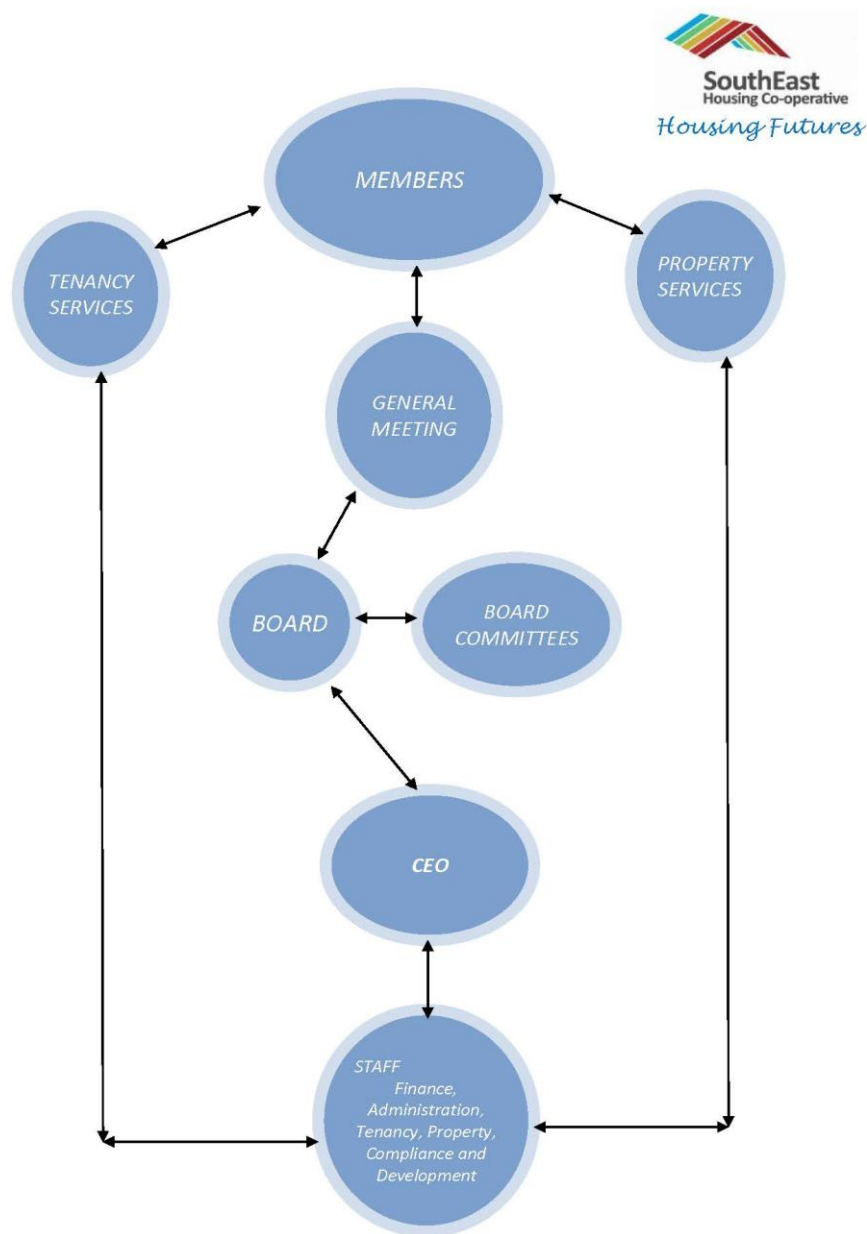 SouthEast
Housing Co-operative
Housing Futures
MEMBERS
TENANCY
SERVICES
PROPERTY
SERVICES
GENERAL
MEETING
BOARD
BOARD
COMMITTEES
CEO
STAFF
Finance,
Administration,
Tenancy, Property,
Compliance and
Development